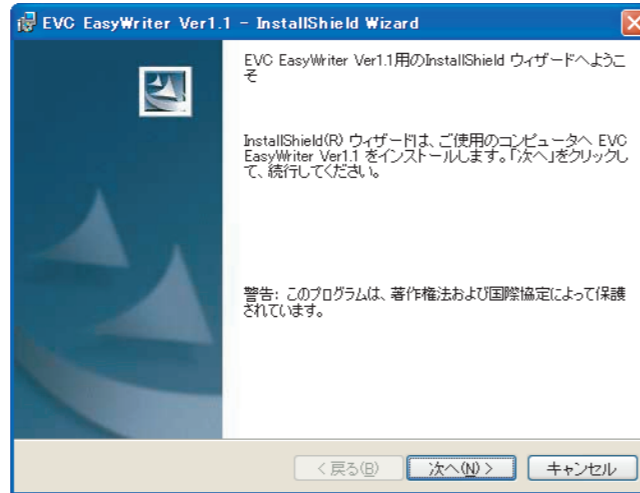 EVC EasyWriter Ver1.1 - InstallShield Wizard
EVC EasyWriter Ver1.1用のInstallShield ウィザードへようこ
そ
InstallShield(R) ウィザードは、ご使用のコンピュータへ EVC
EasyWriter Ver1.1 をインストールします。「次へ」をクリックし
て、続行してください。
警告: このプログラムは、著作権法および国際協定によって保護
されています。
< 戻る(B)
次へ(N) >
キャンセル